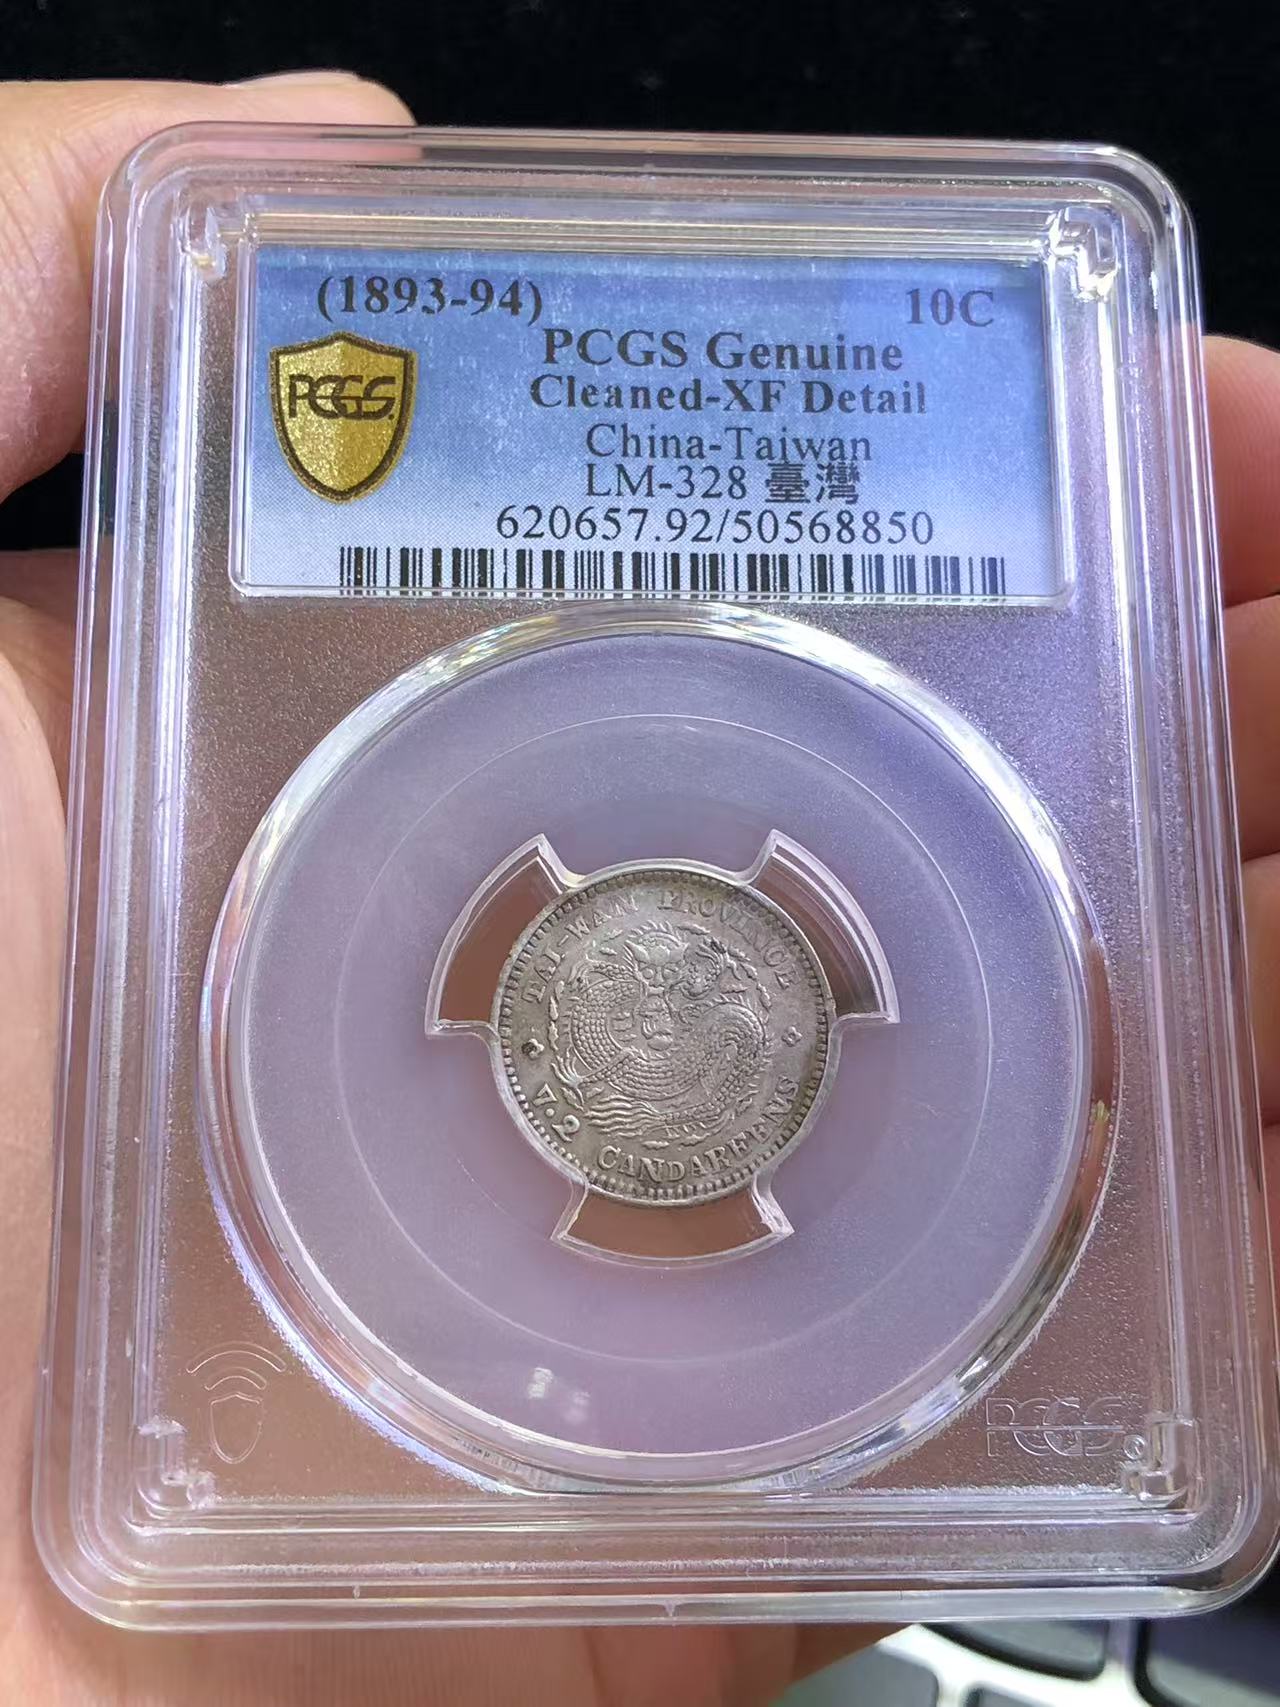 (1893-94) 10C
PCGS Genuine
PCGS
Cleaned-XF Detail
China-Taiwan
LM-328 臺灣
620657.92/50568850
TAI-WAN PROVINCE
7.2 CANDAREENS
PCGS